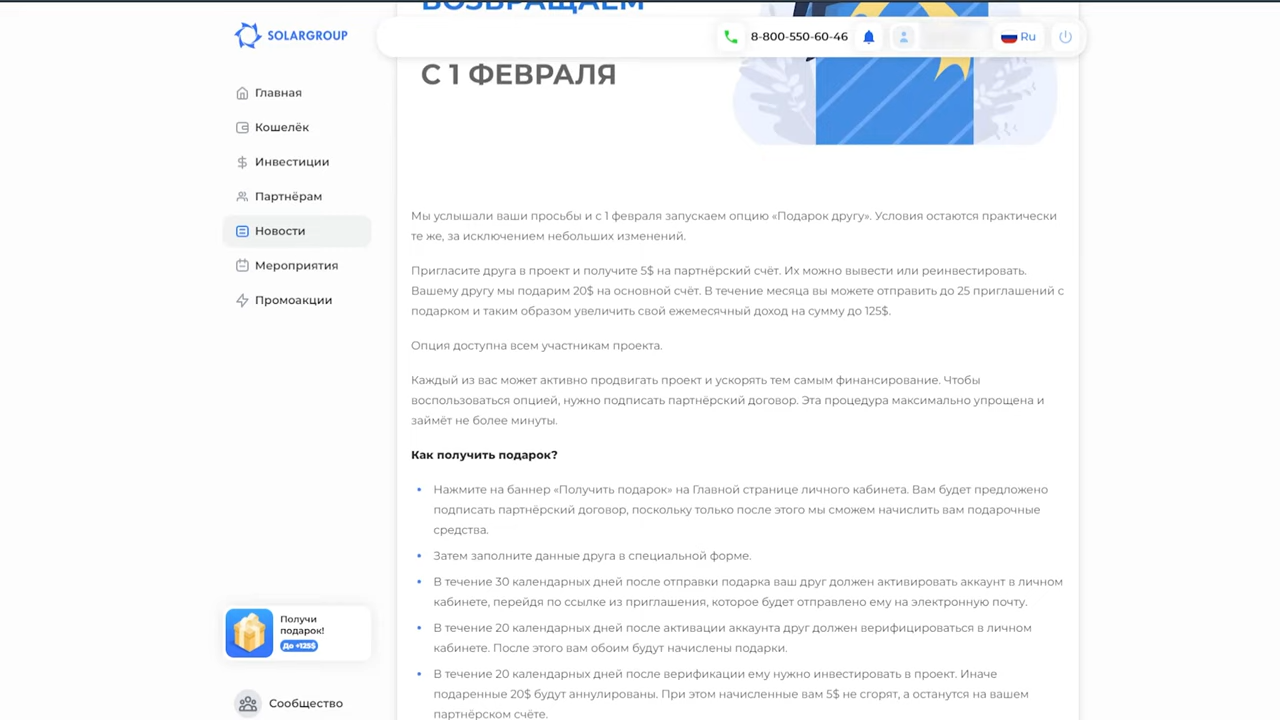 ВОЗВРАЩАЕМ
SOLARGROUP
8-800-550-60-46
Ru
С 1 ФЕВРАЛЯ
Главная
Кошелёк
Инвестиции
Партнёрам
Новости
Мероприятия
Промоакции
Мы услышали ваши просьбы и с 1 февраля запускаем опцию «Подарок другу». Условия остаются практически
те же, за исключением небольших изменений.
Пригласите друга в проект и получите 5$ на партнёрский счёт. Их можно вывести или реинвестировать.
Вашему другу мы подарим 20$ на основной счёт. В течение месяца вы можете отправить до 25 приглашений с
подарком и таким образом увеличить свой ежемесячный доход на сумму до 125$.
Опция доступна всем участникам проекта.
Каждый из вас может активно продвигать проект и ускорять тем самым финансирование. Чтобы
воспользоваться опцией, нужно подписать партнёрский договор. Эта процедура максимально упрощена и
займёт не более минуты.
Как получить подарок?
Нажмите на баннер «Получить подарок» на Главной странице личного кабинета. Вам будет предложено
подписать партнёрский договор, поскольку только после этого мы сможем начислить вам подарочные
средства.
Затем заполните данные друга в специальной форме.
В течение 30 календарных дней после отправки подарка ваш друг должен активировать аккаунт в личном
кабинете, перейдя по ссылке из приглашения, которое будет отправлено ему на электронную почту.
В течение 20 календарных дней после активации аккаунта друг должен верифицироваться в личном
кабинете. После этого вам обоим будут начислены подарки.
В течение 20 календарных дней после верификации ему нужно инвестировать в проект. Иначе
подаренные 20$ будут аннулированы. При этом начисленные вам 5$ не сгорят, а останутся на вашем
партнёрском счёте.
Получи
подарок!
До +125$
Сообщество